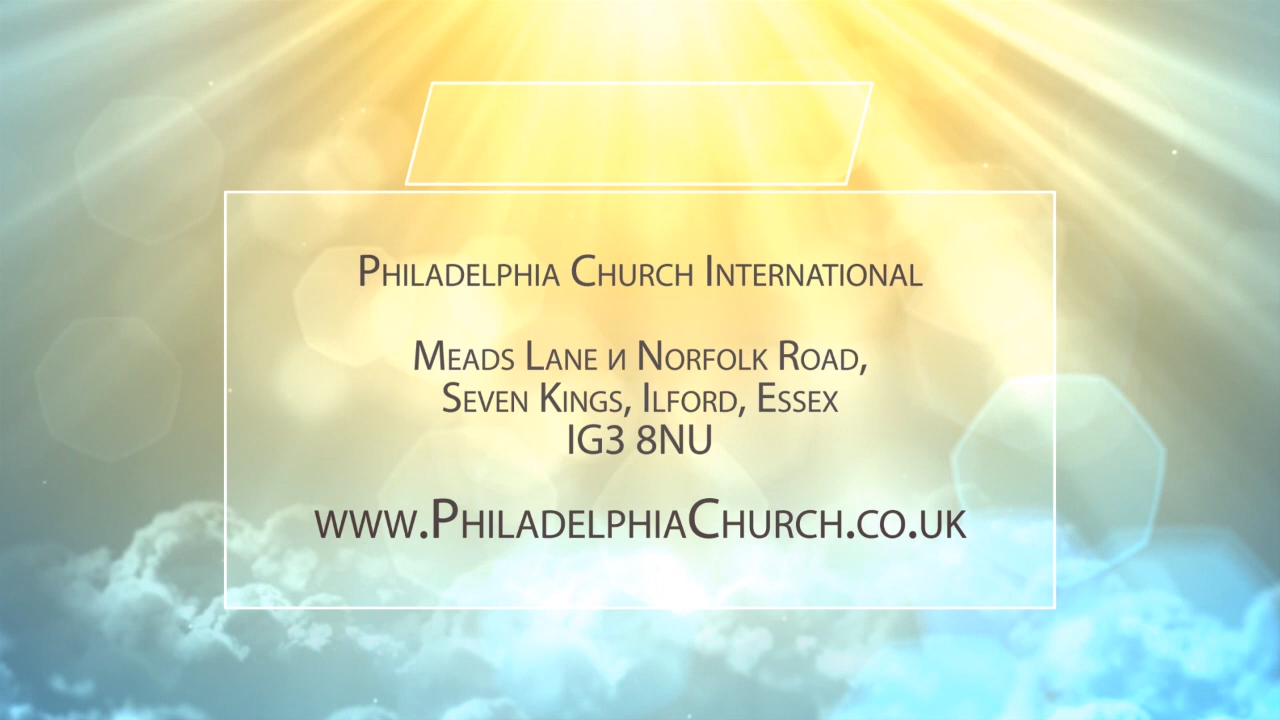 Philadelphia Church International
Meads Lane и Norfolk Road,
Seven Kings, Ilford, Essex
IG3 8NU
www.PhiladelphiaChurch.co.uk